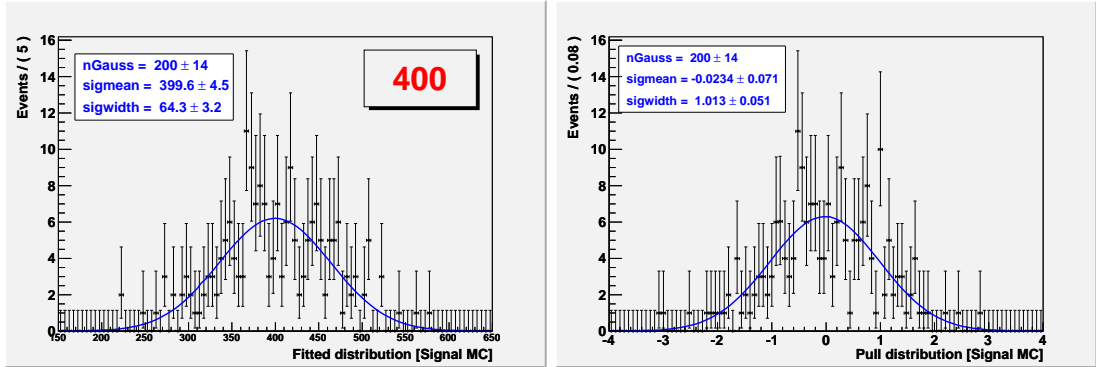 Events / ( 5 )
16
14
12
10
8
6
4
2
0
nGauss = 200 ± 14
sigmean = 399.6 ± 4.5
sigwidth = 64.3 ± 3.2
400
150 200 250 300 350 400 450 500 550 600 650
Fitted distribution [Signal MC]
Events / ( 0.08 )
16
14
12
10
8
6
4
2
0
nGauss = 200 ± 14
sigmean = -0.0234 ± 0.071
sigwidth = 1.013 ± 0.051
-4 -3 -2 -1 0 1 2 3 4
Pull distribution [Signal MC]